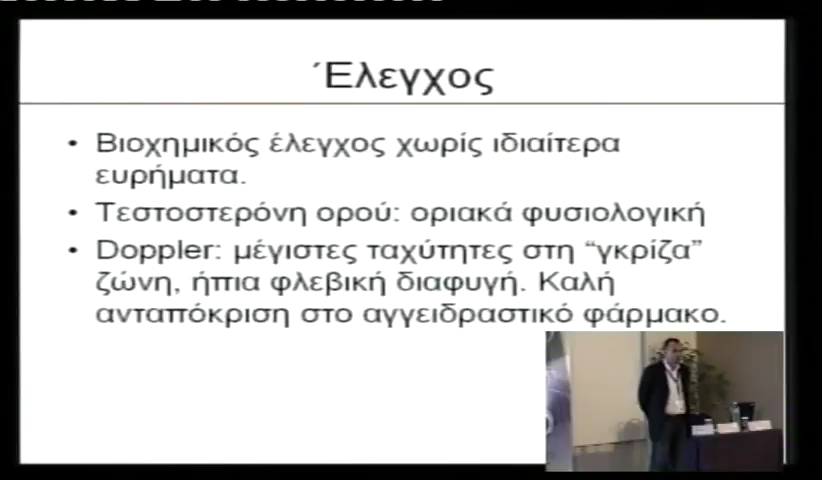 Έλεγχος
• Βιοχημικός έλεγχος χωρίς ιδιαίτερα
ευρήματα.
• Τεστοστερόνη ορού: οριακά φυσιολογική
• Doppler: μέγιστες ταχύτητες στη “γκρίζα”
ζώνη, ήπια φλεβική διαφυγή. Καλή
ανταπόκριση στο αγγειδραστικό φάρμακο.